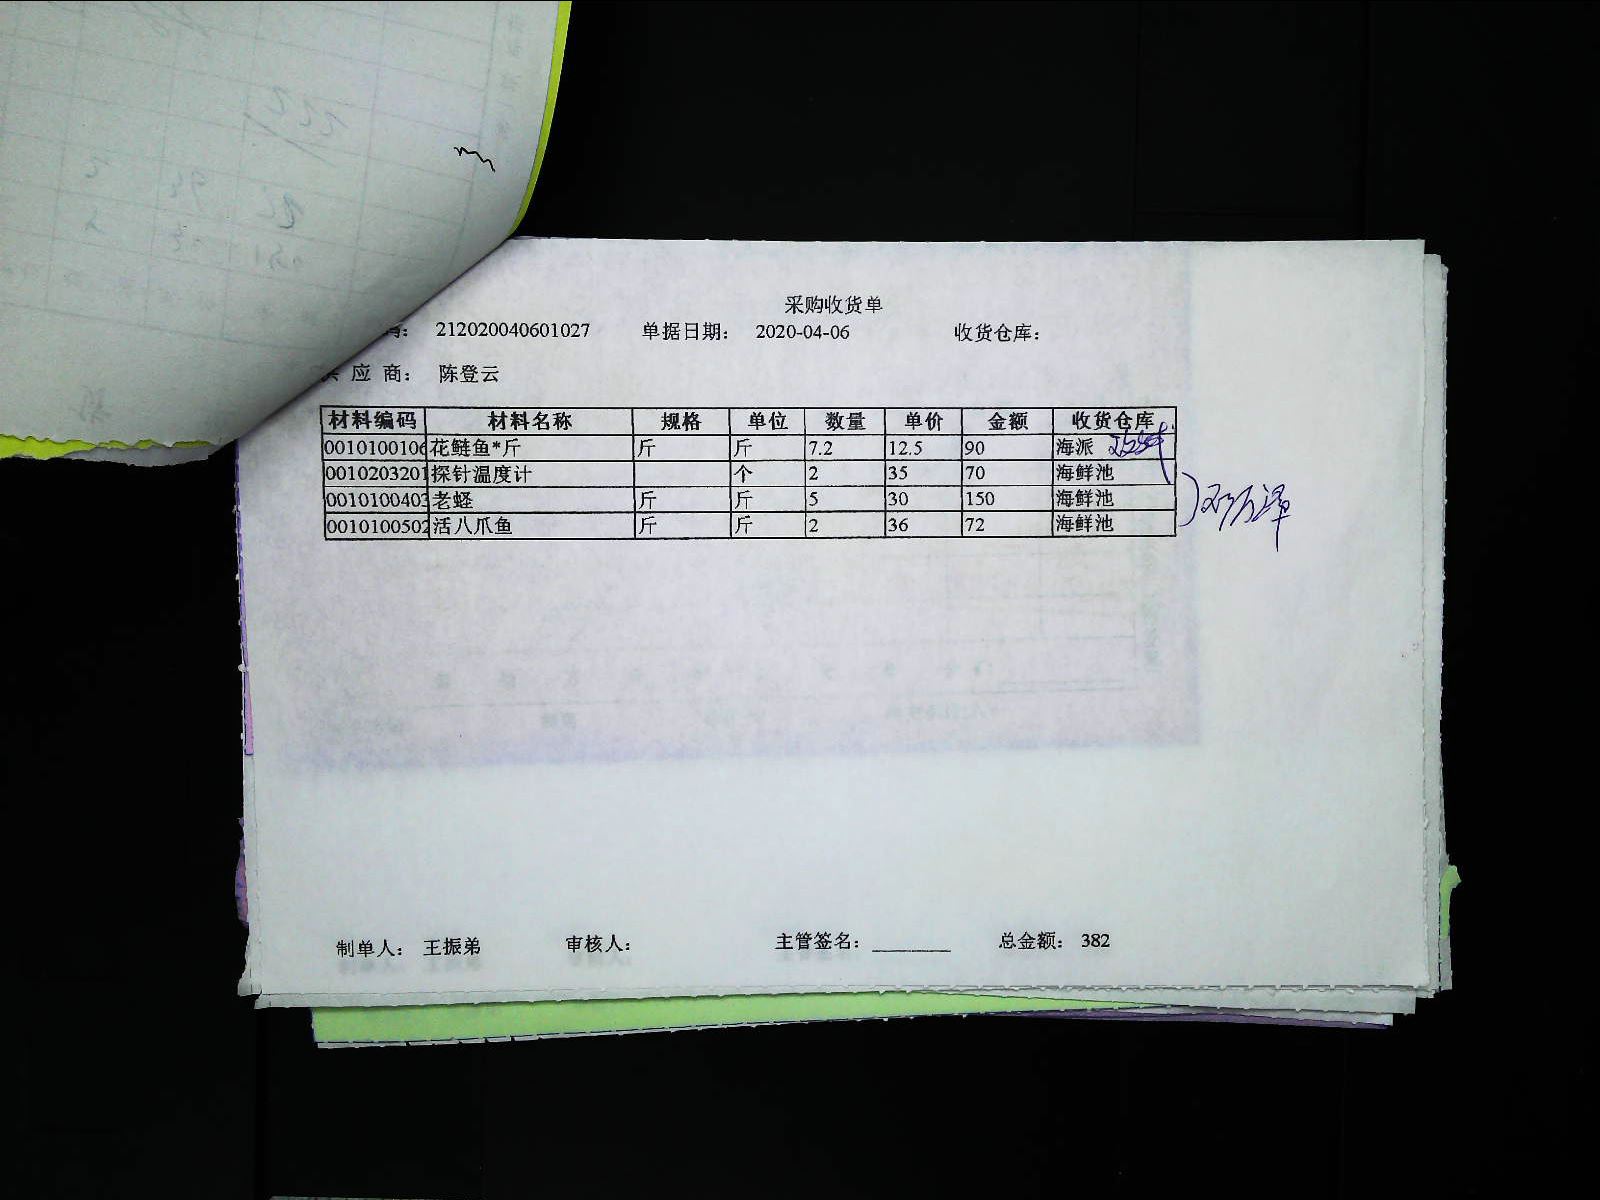 采购收货单
码: 212020040601027 单据日期: 2020-04-06 收货仓库:
供应商: 陈登云
材料编码 材料名称 规格 单位 数量 单价 金额 收货仓库
0010100106 花鲢鱼*斤 斤 斤 7.2 12.5 90 海派
0010203201 探针温度计 个 2 35 70 海鲜池
0010100403 老蛏 斤 斤 5 30 150 海鲜池
0010100502 活八爪鱼 斤 斤 2 36 72 海鲜池
制单人: 王振弟 审核人: 主管签名: 总金额: 382